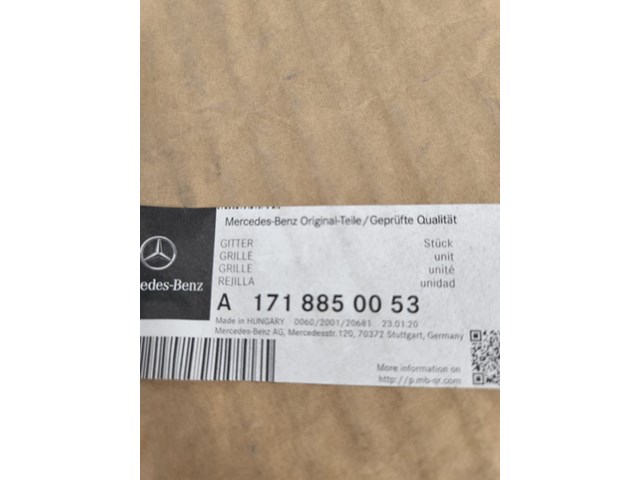 Mercedes-Benz Original-Teile/Geprüfte Qualität
GITTER Stück
GRILLE unit
GRILLE unité
REJILLA unidad
edes-Benz
A 171 885 00 53
Made in HUNGARY 0060/2001/20681 23.01.20
Mercedes-Benz AG, Mercedesstr.120, 70372 Stuttgart, Germany
More information on
http://p.mb-qr.com